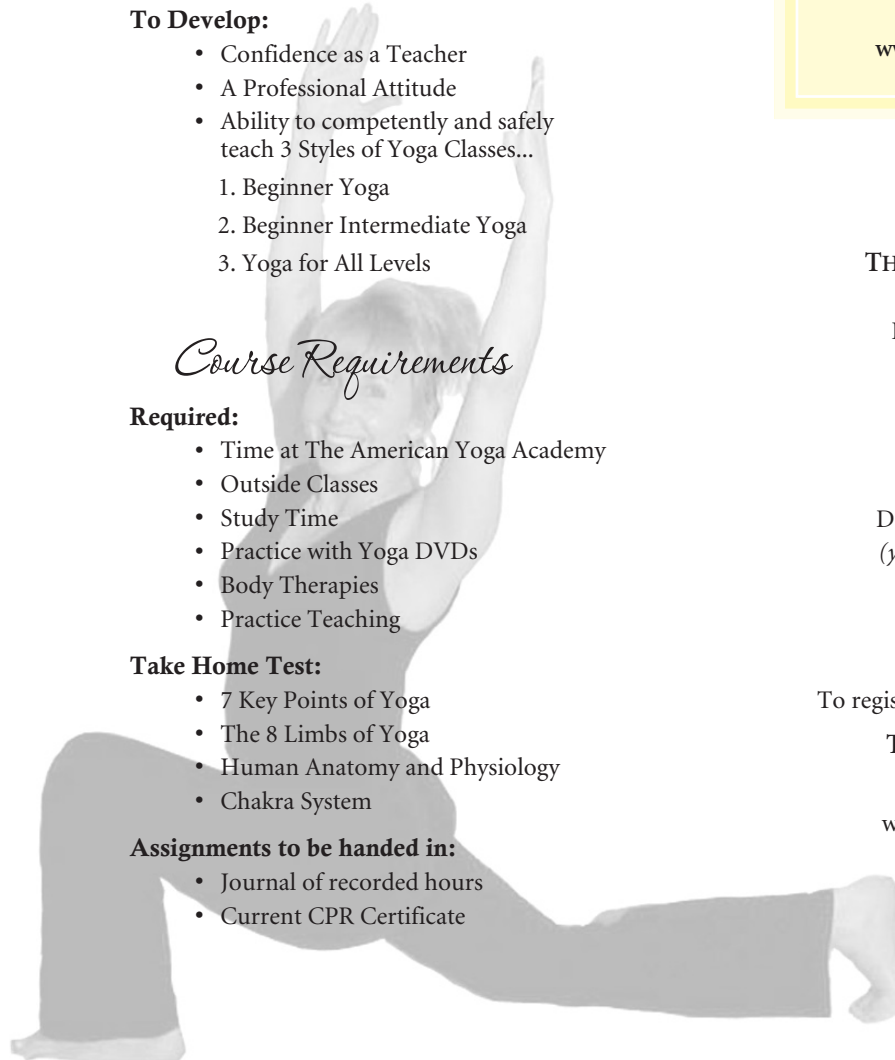 To Develop:
• Confidence as a Teacher
• A Professional Attitude
• Ability to competently and safely
teach 3 Styles of Yoga Classes...
1. Beginner Yoga
2. Beginner Intermediate Yoga
3. Yoga for All Levels
Course Requirements
Required:
• Time at The American Yoga Academy
• Outside Classes
• Study Time
• Practice with Yoga DVDs
• Body Therapies
• Practice Teaching
Take Home Test:
• 7 Key Points of Yoga
• The 8 Limbs of Yoga
• Human Anatomy and Physiology
• Chakra System
Assignments to be handed in:
• Journal of recorded hours
• Current CPR Certificate
To